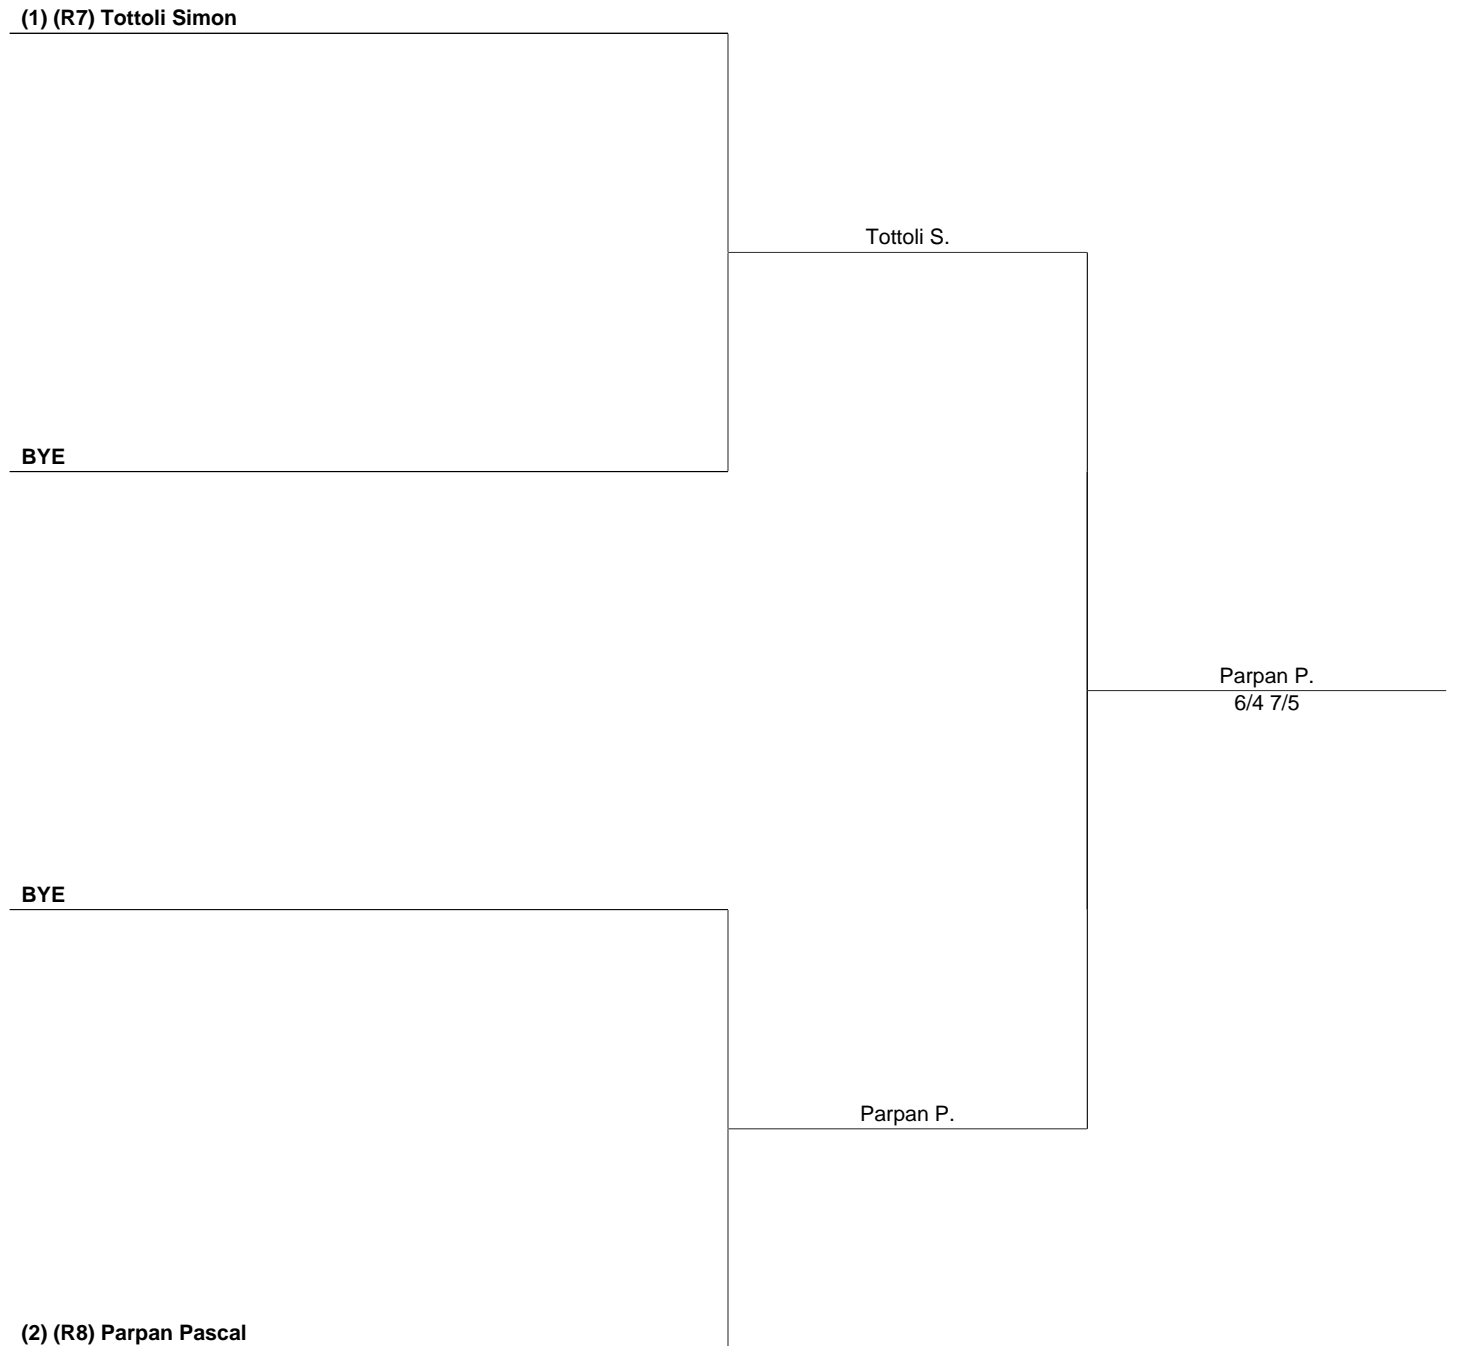 (1) (R7) Tottoli Simon
Tottoli S.
BYE
Parpan P.
6/4 7/5
BYE
Parpan P.
(2) (R8) Parpan Pascal